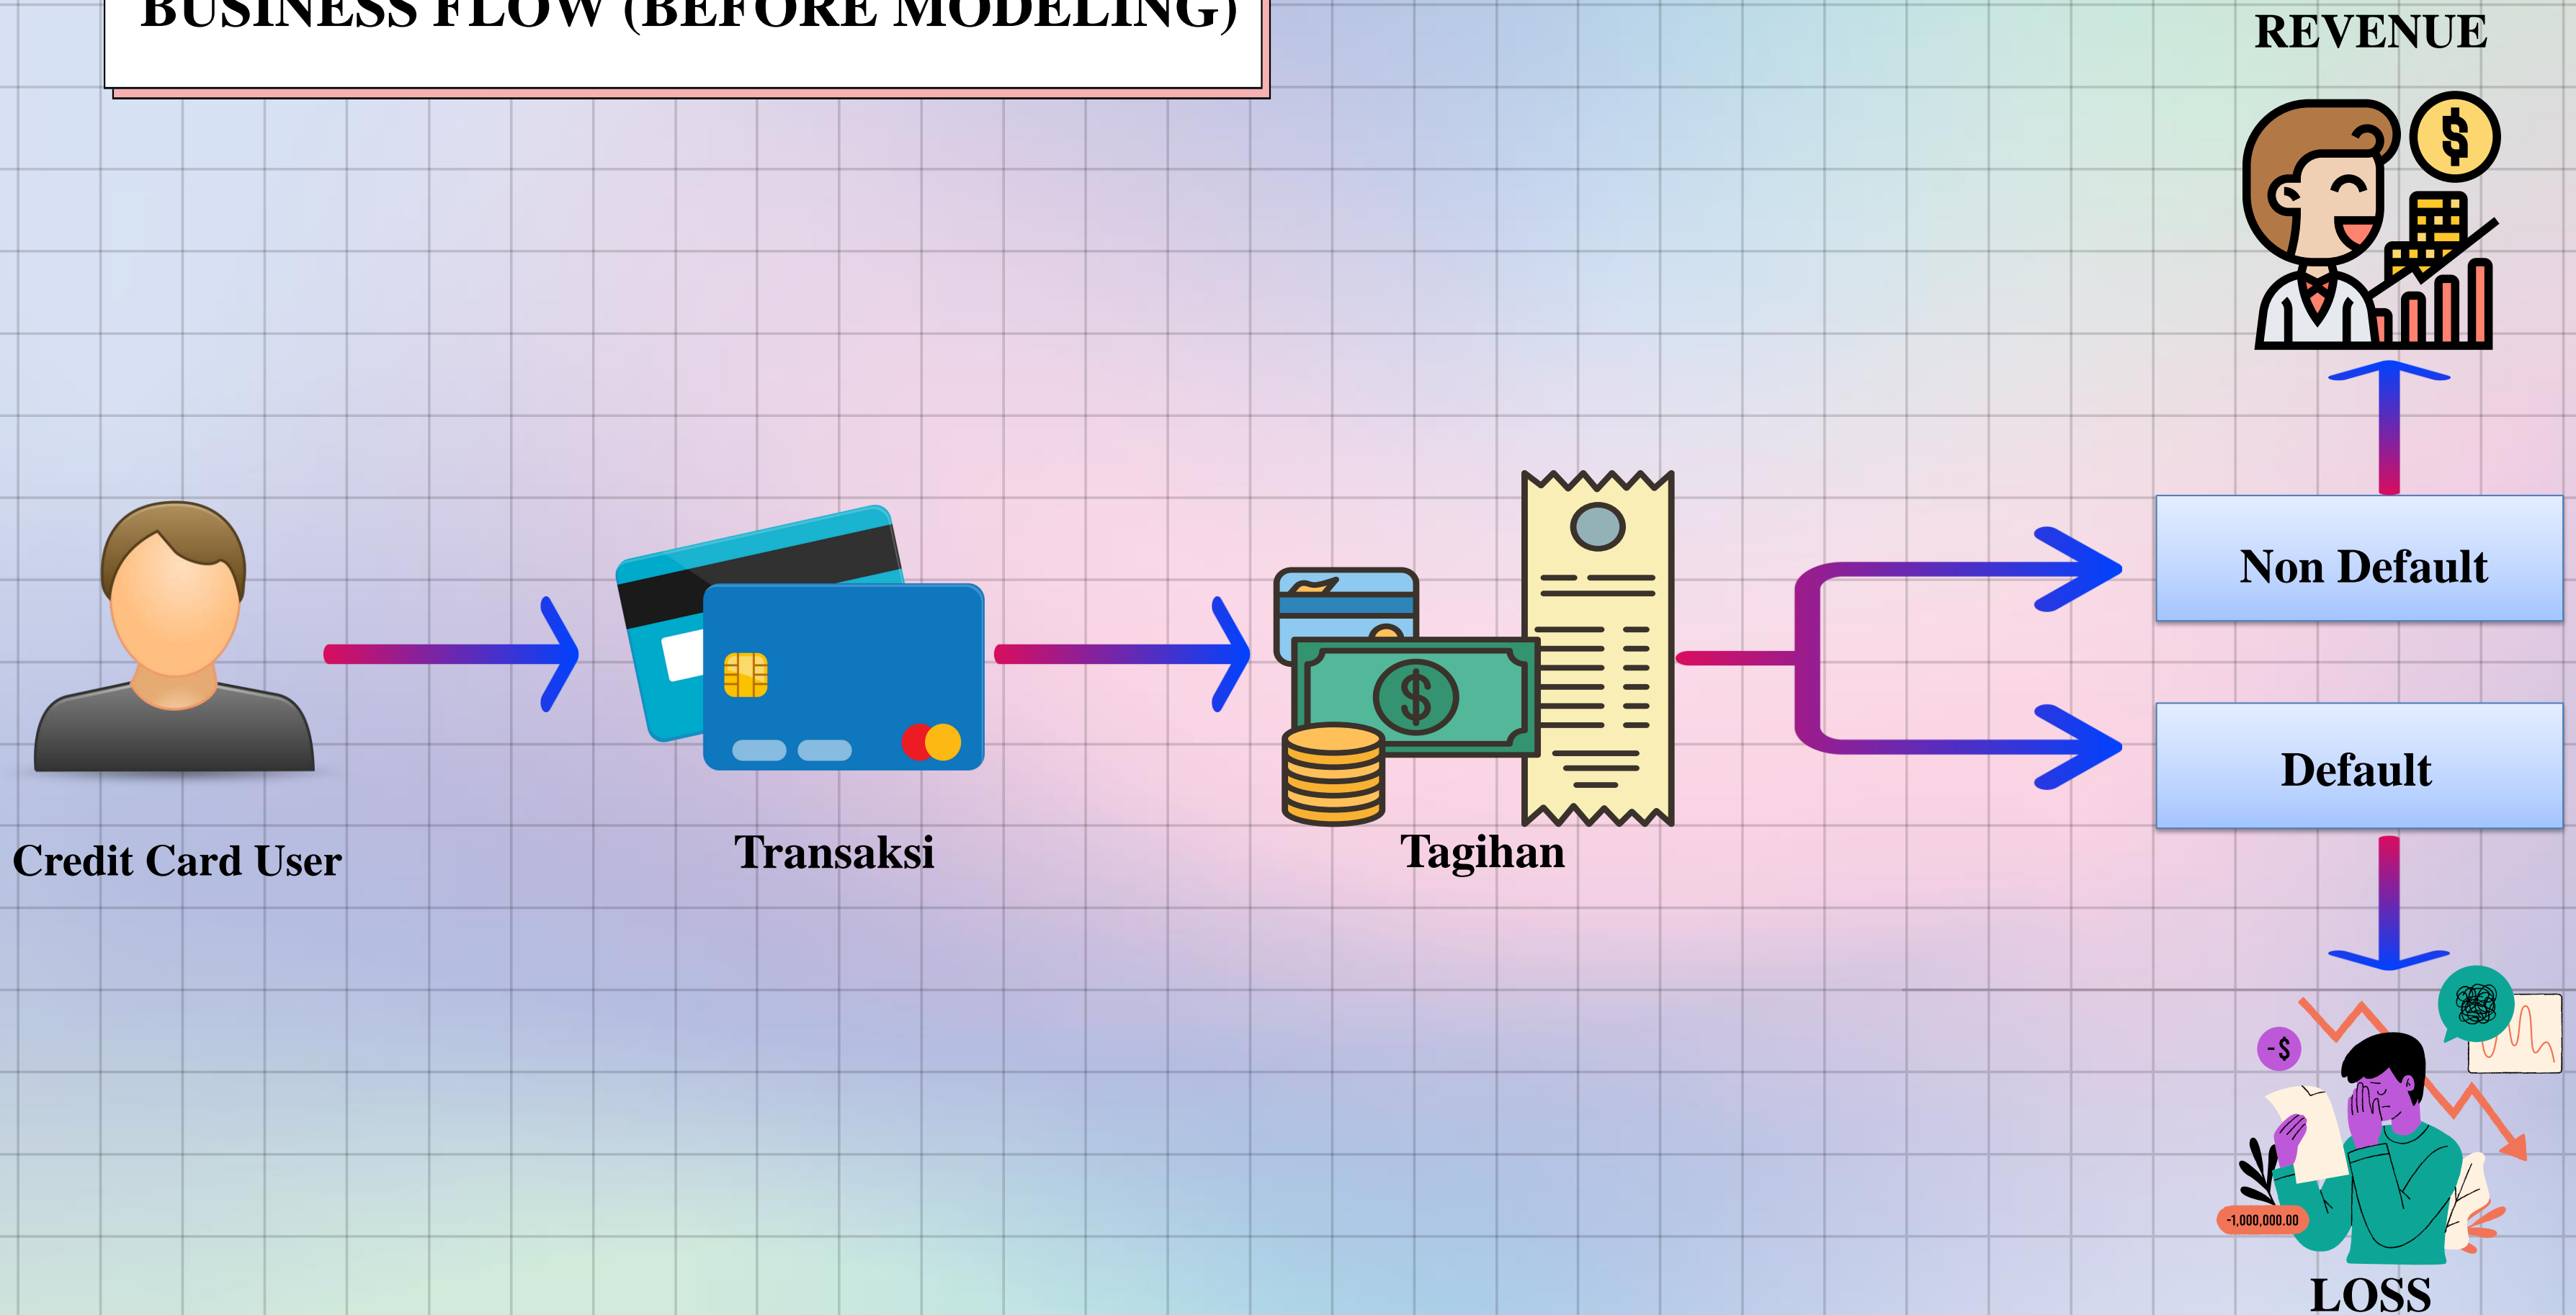 BUSINESS FLOW (BEFORE MODELING)
REVENUE
$
Non Default
$
Default
Credit Card User
Transaksi
Tagihan
-$
-1,000,000.00
LOSS